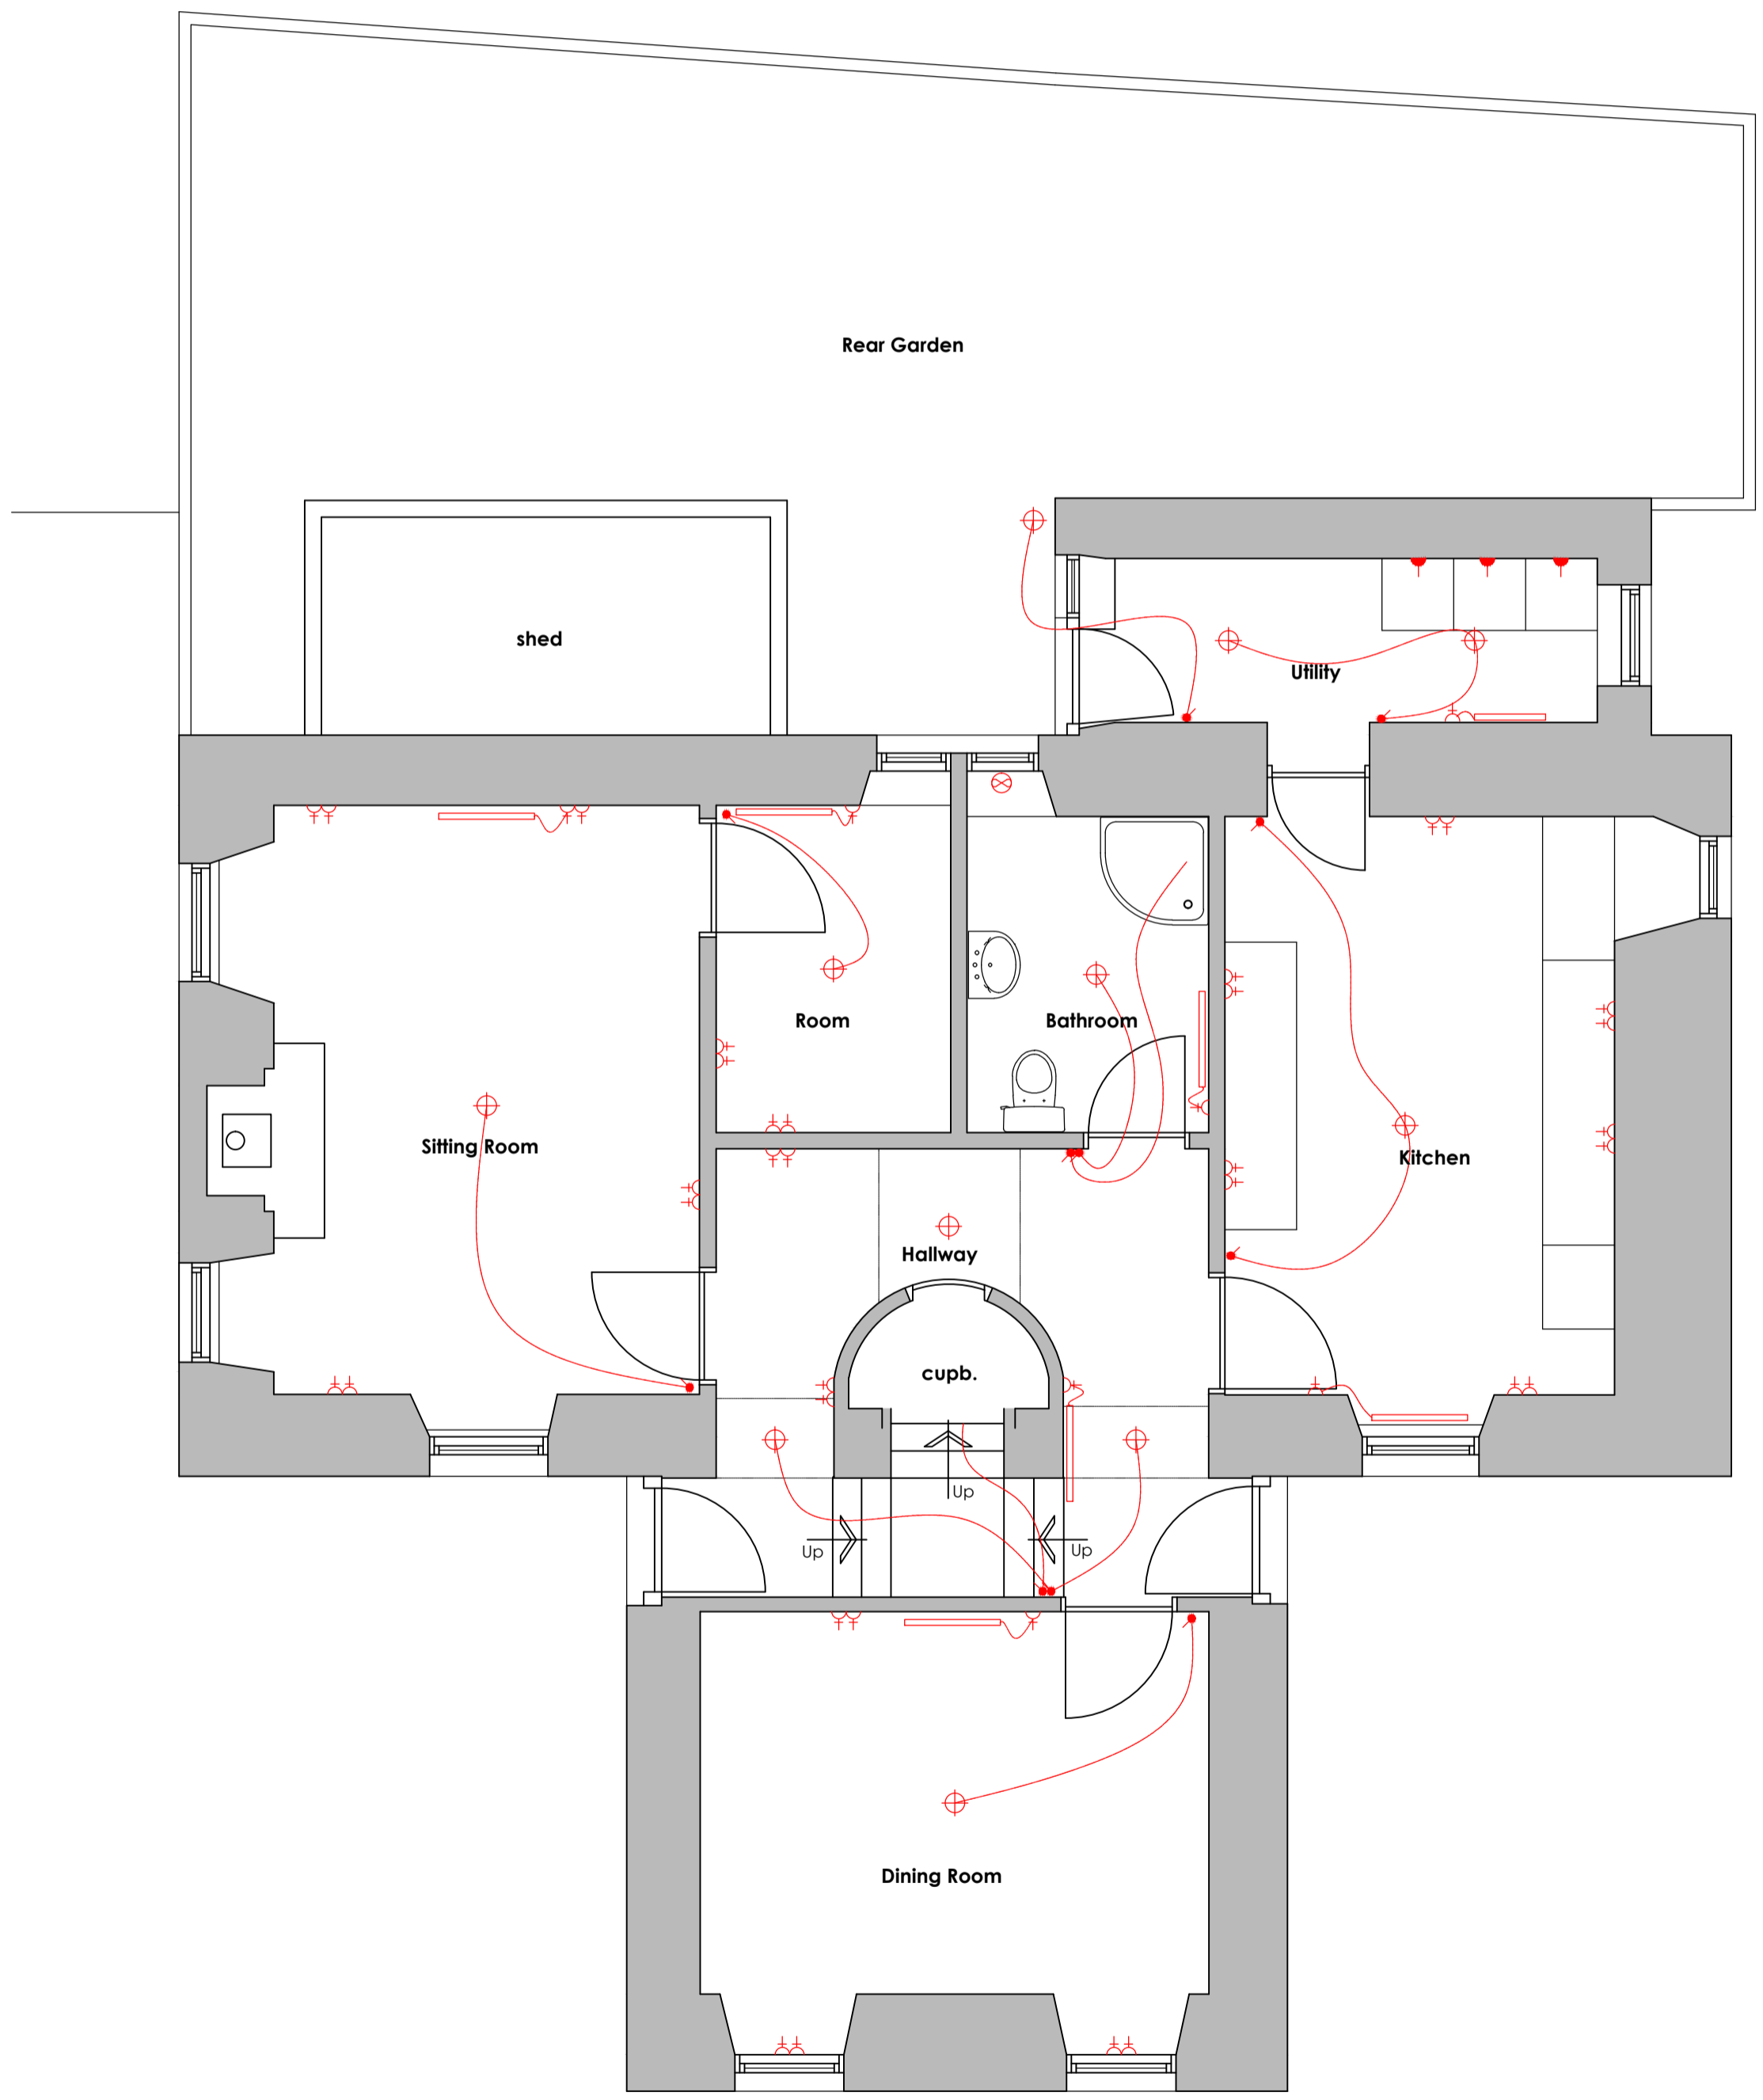 Rear Garden
shed
Utility
Room
Bathroom
Sitting Room
Kitchen
Hallway
cupb.
Up
Up
Up
Dining Room